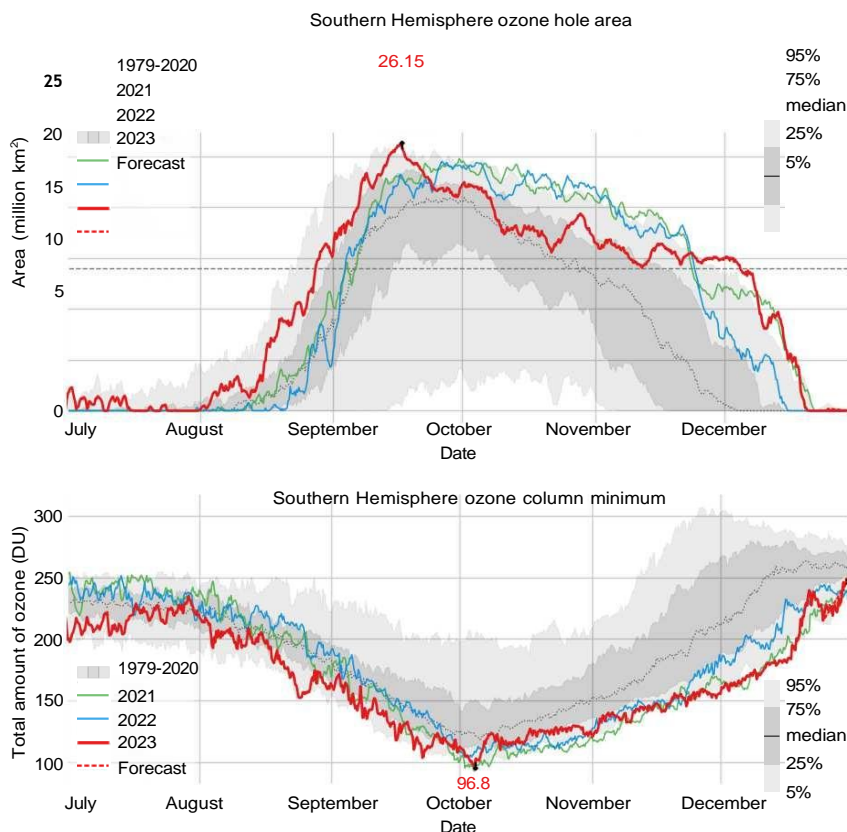 Southern Hemisphere ozone hole area
26.15
25
20
15
10
5
0
Area (million km²)
1979-2020
2021
2022
2023
Forecast
95%
75%
median
25%
5%
July August September October November December
Date
Southern Hemisphere ozone column minimum
300
250
200
150
100
Total amount of ozone (DU)
1979-2020
2021
2022
2023
Forecast
95%
75%
median
25%
5%
96.8
July August September October November December
Date